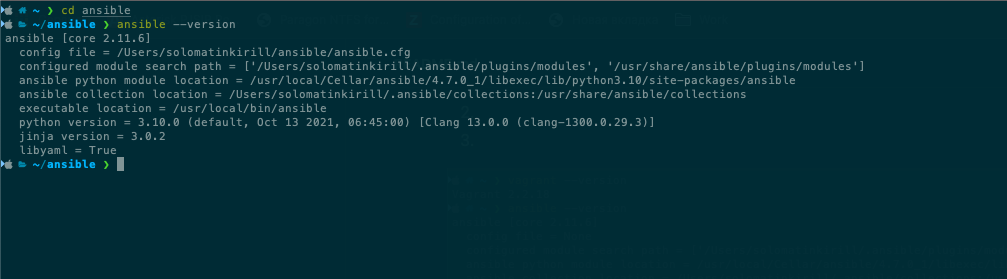 ~ ❯ cd ansible
~/ansible ❯ ansible --version
ansible [core 2.11.6]
config file = /Users/solomatinkirill/ansible/ansible.cfg
configured module search path = ['/Users/solomatinkirill/.ansible/plugins/modules', '/usr/share/ansible/plugins/modules']
ansible python module location = /usr/local/Cellar/ansible/4.7.0_1/libexec/lib/python3.10/site-packages/ansible
ansible collection location = /Users/solomatinkirill/.ansible/collections:/usr/share/ansible/collections
executable location = /usr/local/bin/ansible
python version = 3.10.0 (default, Oct 13 2021, 06:45:00) [Clang 13.0.0 (clang-1300.0.29.3)]
jinja version = 3.0.2
libyaml = True
~/ansible ❯